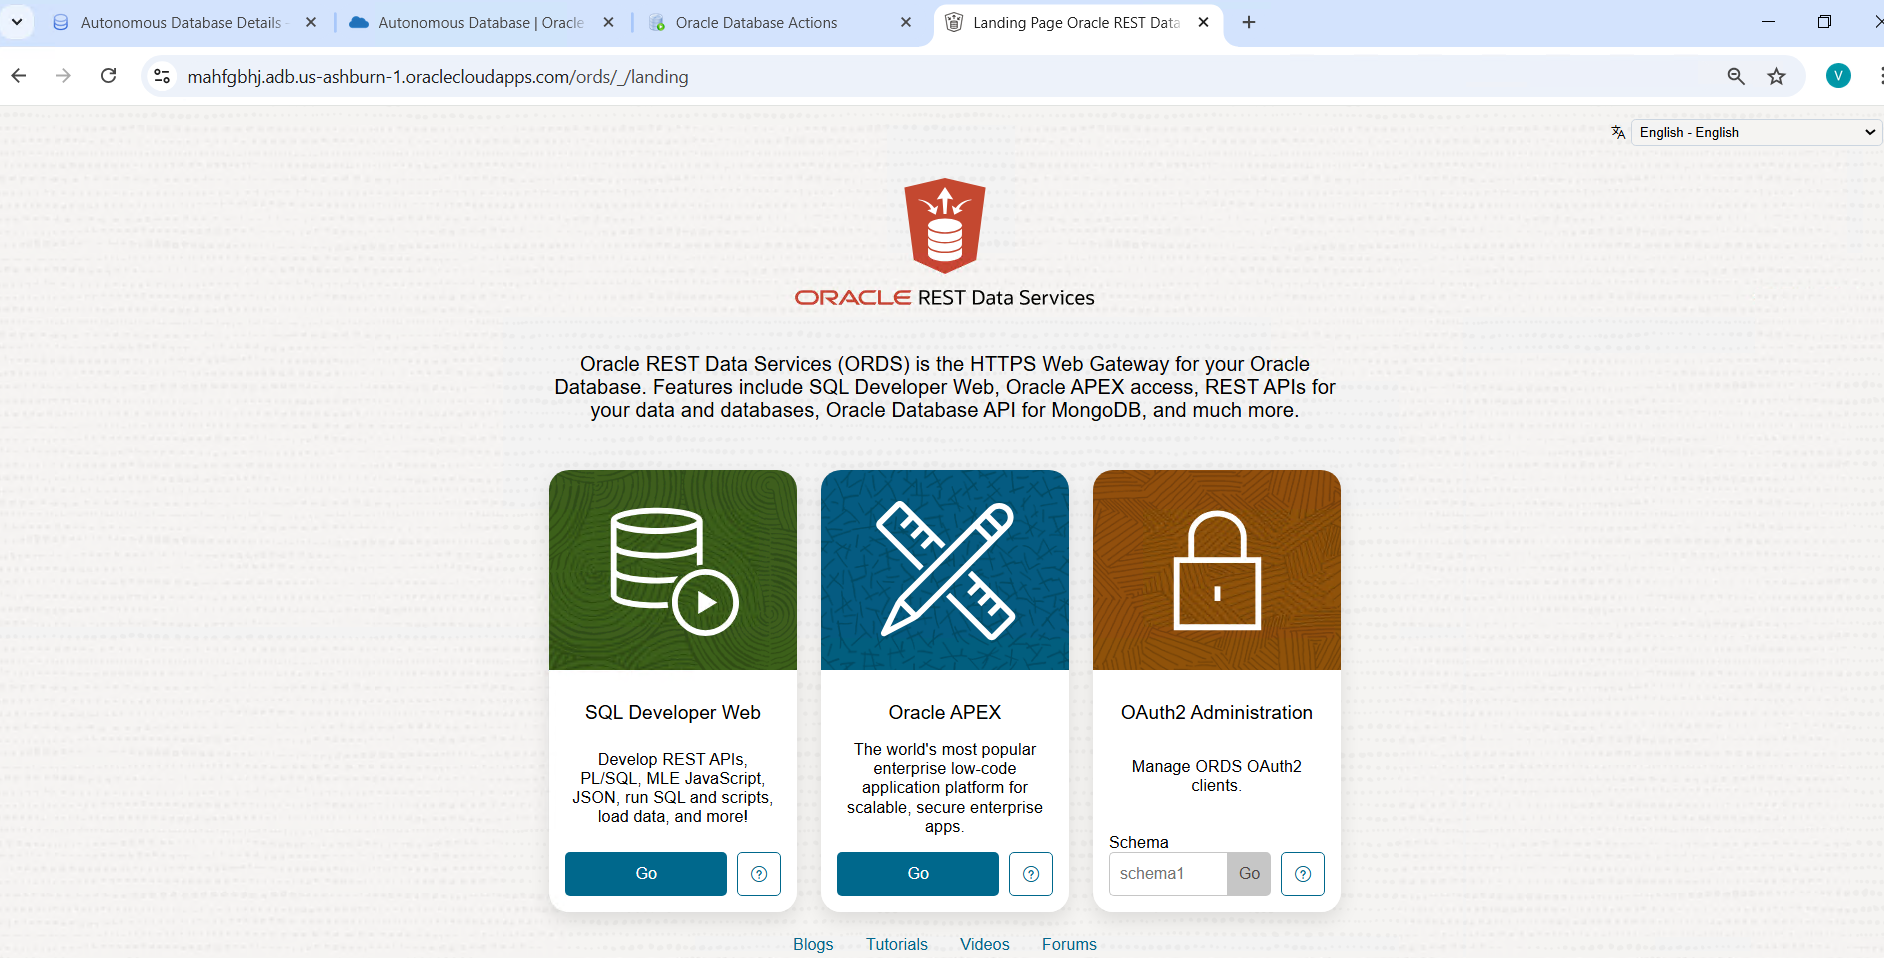 Autonomous Database Details -
Autonomous Database | Oracle
Oracle Database Actions
Landing Page Oracle REST Data
mahfgbhj.adb.us-ashburn-1.oraclecloudapps.com/ords/_/landing
V
English - English
ORACLE REST Data Services
Oracle REST Data Services (ORDS) is the HTTPS Web Gateway for your Oracle
Database. Features include SQL Developer Web, Oracle APEX access, REST APIs for
your data and databases, Oracle Database API for MongoDB, and much more.
SQL Developer Web
Develop REST APIs,
PL/SQL, MLE JavaScript,
JSON, run SQL and scripts,
load data, and more!
Go
Oracle APEX
The world's most popular
enterprise low-code
application platform for
scalable, secure enterprise
apps.
Go
OAuth2 Administration
Manage ORDS OAuth2
clients.
Schema
schema1 Go
Blogs Tutorials Videos Forums